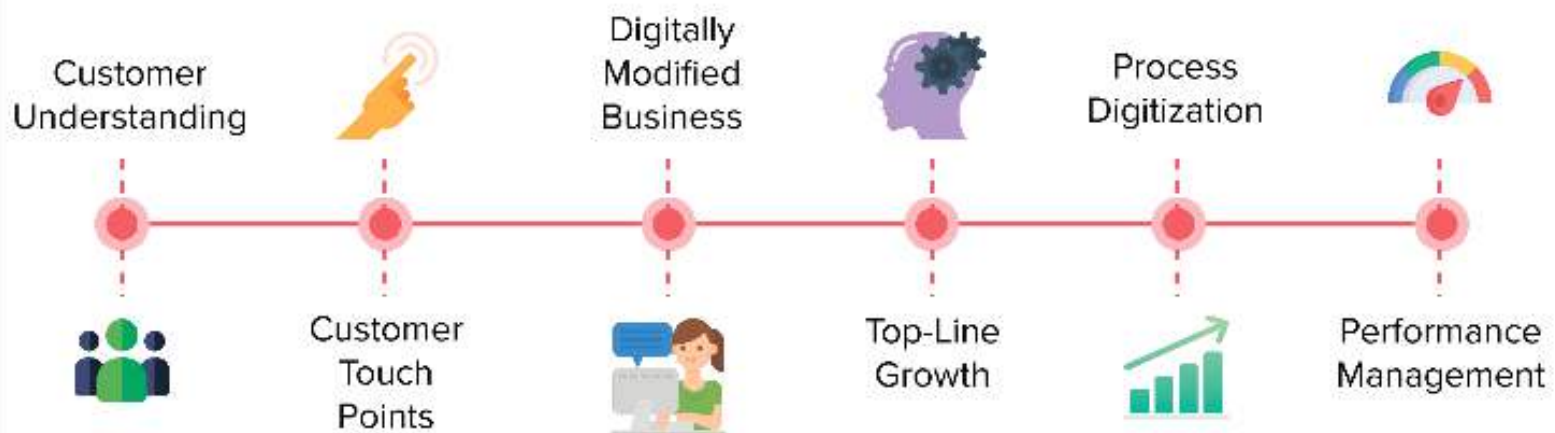 Customer
Understanding
Customer
Touch
Points
Digitally
Modified
Business
Top-Line
Growth
Process
Digitization
Performance
Management